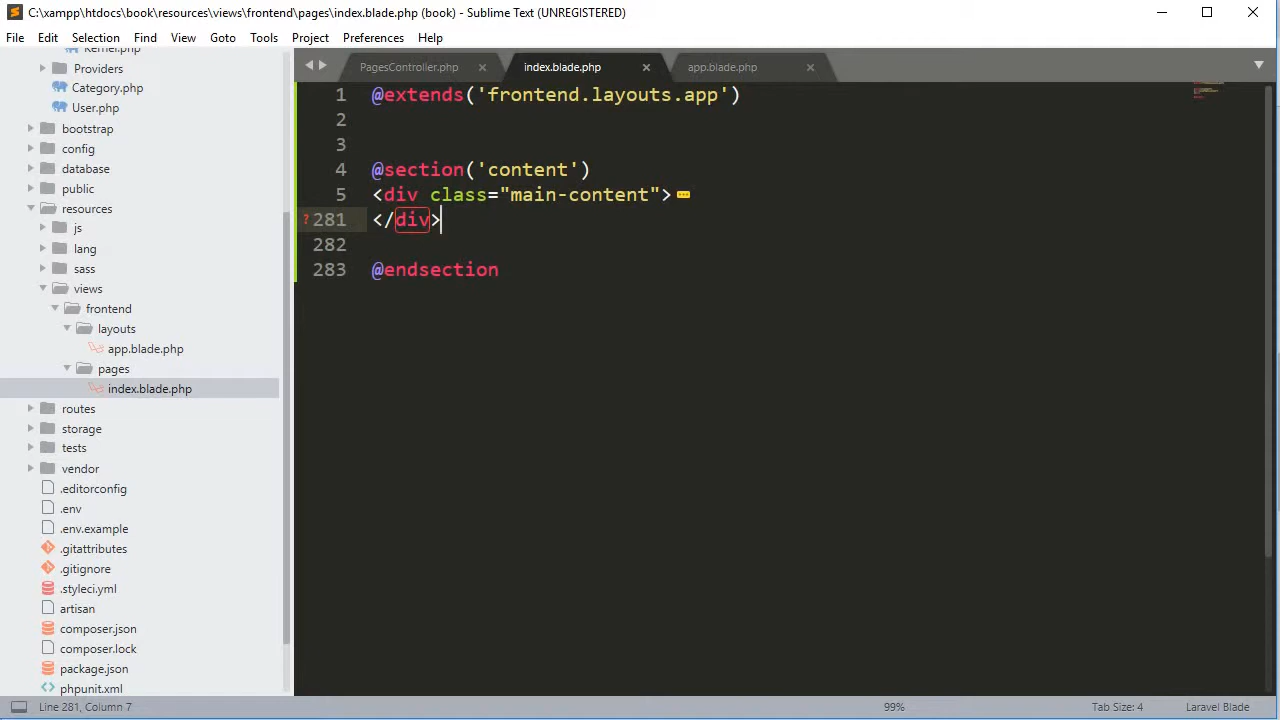 C:\xampp\htdocs\book\resources\views\frontend\pages\index.blade.php (book) - Sublime Text (UNREGISTERED)
File Edit Selection Find View Goto Tools Project Preferences Help
Kernel.php
Providers
Category.php
User.php
bootstrap
config
database
public
resources
js
lang
sass
views
frontend
layouts
app.blade.php
pages
index.blade.php
routes
storage
tests
vendor
.editorconfig
.env
.env.example
.gitattributes
.gitignore
.styleci.yml
artisan
composer.json
composer.lock
package.json
phpunit.xml
PagesController.php index.blade.php app.blade.php
1 @extends('frontend.layouts.app')
2
3
4 @section('content')
5 <div class="main-content">
?281 </div>
282
283 @endsection
Line 281, Column 7 99% Tab Size: 4 Laravel Blade